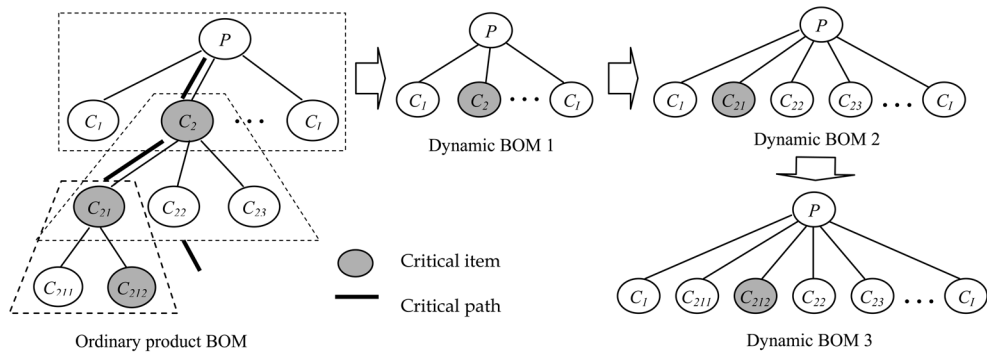 P
C1 C2 ••• CI
C21 C22 C23
C211 C212
Ordinary product BOM
P
C1 C2 ••• CI
Dynamic BOM 1
P
C1 C21 C22 C23 ••• CI
Dynamic BOM 2
P
C1 C211 C212 C22 C23 ••• CI
Dynamic BOM 3
Critical item
Critical path